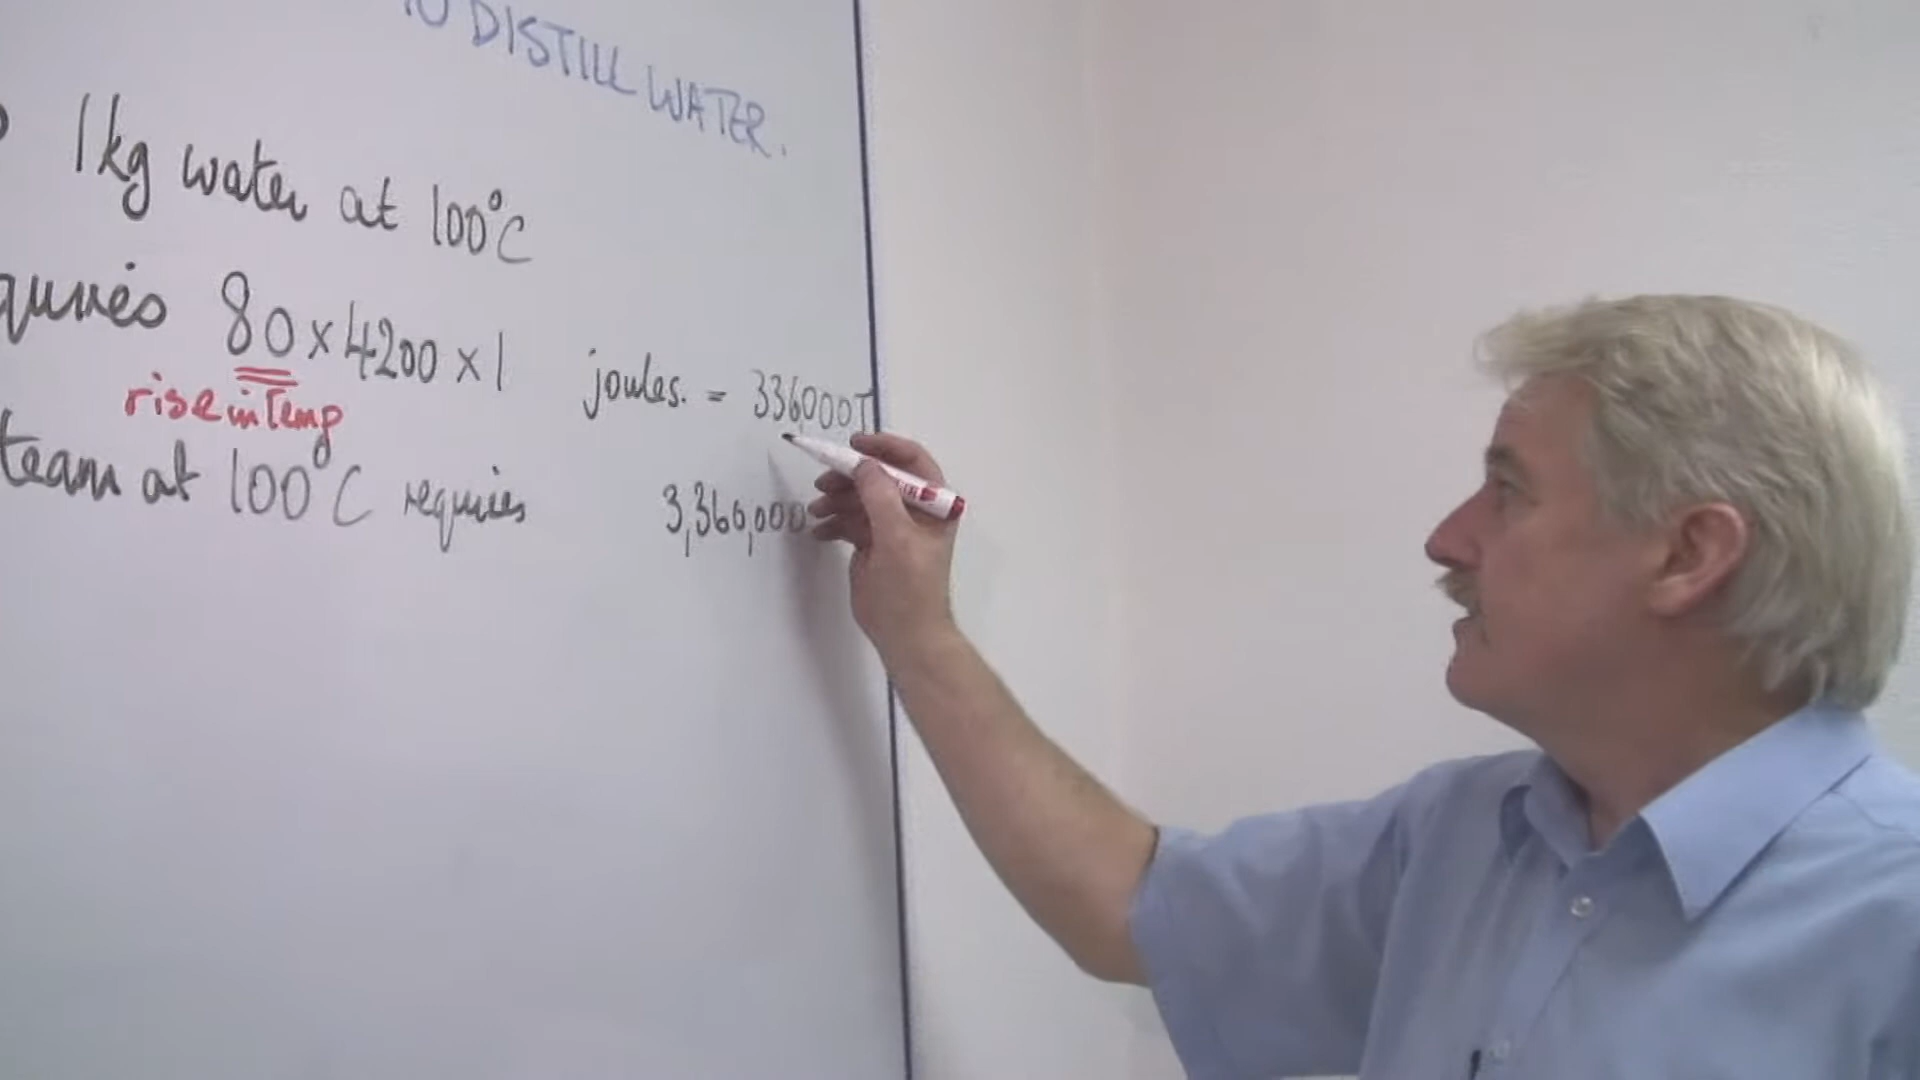 TO DISTILL WATER.
1kg water at 100°C
quires 80 x 4200 x 1 joules. = 336000J
rise in Temp
team at 100°C requires 3,360,000